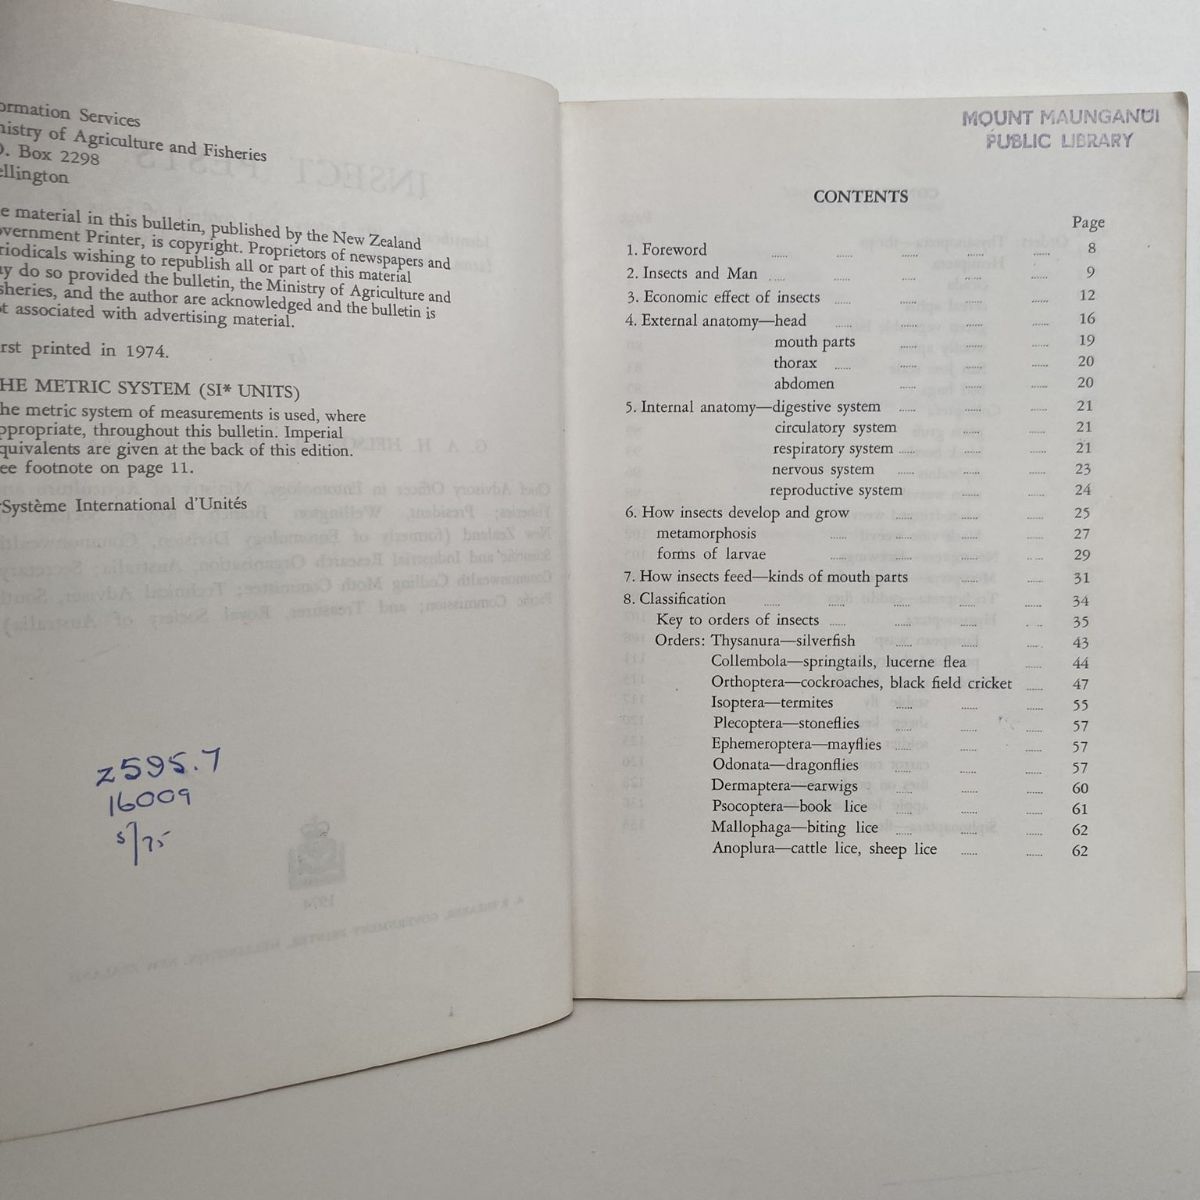 ormation Services
nistry of Agriculture and Fisheries
O. Box 2298
ellington
e material in this bulletin, published by the New Zealand
overnment Printer, is copyright. Proprietors of newspapers and
riodicals wishing to republish all or part of this material
ay do so provided the bulletin, the Ministry of Agriculture and
sheries, and the author are acknowledged and the bulletin is
t associated with advertising material.
rst printed in 1974.
HE METRIC SYSTEM (SI* UNITS)
he metric system of measurements is used, where
ppropriate, throughout this bulletin. Imperial
quivalents are given at the back of this edition.
ee footnote on page 11.
Système International d'Unités
z595.7
16009
5/75
MOUNT MAUNGANUI
PUBLIC LIBRARY
CONTENTS
Page
1. Foreword ...... ...... ...... ...... ...... 8
2. Insects and Man ...... ...... ...... ...... ...... 9
3. Economic effect of insects ...... ...... ...... ...... 12
4. External anatomy—head ...... ...... ...... ...... 16
mouth parts ...... ...... ...... 19
thorax ...... ...... ...... ...... 20
abdomen ...... ...... ...... 20
5. Internal anatomy—digestive system ...... ...... ...... 21
circulatory system ...... ...... 21
respiratory system ...... ...... ...... 21
nervous system ...... ...... ...... 23
reproductive system ...... ...... 24
6. How insects develop and grow ...... ...... ...... 25
metamorphosis ...... ...... ...... ...... 27
forms of larvae ...... ...... ...... ...... 29
7. How insects feed—kinds of mouth parts ...... ...... 31
8. Classification ...... ...... ...... ...... ...... 34
Key to orders of insects ...... ...... ...... ...... 35
Orders: Thysanura—silverfish ...... ...... ...... 43
Collembola—springtails, lucerne flea ...... 44
Orthoptera—cockroaches, black field cricket ...... 47
Isoptera—termites ...... ...... ...... 55
Plecoptera—stoneflies ...... ...... ...... 57
Ephemeroptera—mayflies ...... ...... ...... 57
Odonata—dragonflies ...... ...... ...... 57
Dermaptera—earwigs ...... ...... ...... 60
Psocoptera—book lice ...... ...... ...... 61
Mallophaga—biting lice ...... ...... ...... 62
Anoplura—cattle lice, sheep lice ...... ...... 62